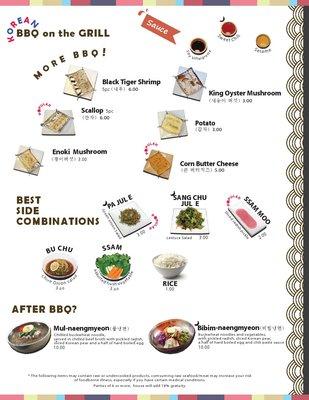 KOREAN
BBQ on the GRILL
Sauce
Sweet Chili
Sesame
MORE BBQ!
Black Tiger Shrimp
5pc (새우) 6.00
King Oyster Mushroom
(새송이 버섯) 3.00
Scallop 5pc
(관자) 6.00
Potato
(감자) 3.00
Enoki Mushroom
(팽이버섯) 3.00
Corn Butter Cheese
(콘 버터치즈) 5.00
BEST
SIDE
COMBINATIONS
PA JUL E
3.00
SANG CHU
JUL E
Lettuce Salad 3.00
SSAM MOO
3.00
BU CHU
3.00
SSAM
3.00
RICE
1.00
AFTER BBQ?
Mul-naengmyeon(물냉면)
Chilled buckwheat noodle,
served in chilled beef broth with pickled radish,
sliced korean pear and a half of hard boiled egg
10.00
Bibim-naengmyeon(비빔냉면)
buckwheat noodles and vegetables,
with pickled radish, sliced Korean pear,
a half of hard boiled egg and chili paste sauce
10.00
* The following items may contain raw or undercooked products, consuming raw seafood/meat may increase your risk
of foodborne illness, especially if you have certain medical conditions.
Parties of 6 or more, house will add 18% gratuity